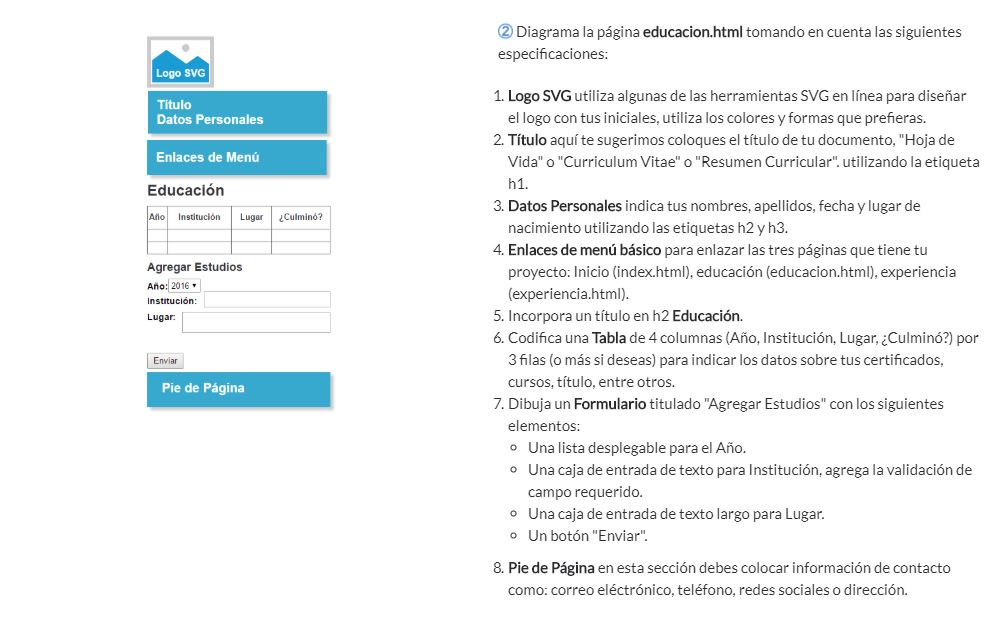 Logo SVG
Título
Datos Personales
Enlaces de Menú
Educación
Año Institución Lugar ¿Culminó?
Agregar Estudios
Año: 2016
Institución:
Lugar:
Enviar
Pie de Página
2 Diagrama la página educacion.html tomando en cuenta las siguientes
especificaciones:
1. Logo SVG utiliza algunas de las herramientas SVG en línea para diseñar
el logo con tus iniciales, utiliza los colores y formas que prefieras.
2. Título aquí te sugerimos coloques el título de tu documento, "Hoja de
Vida" o "Curriculum Vitae" o "Resumen Curricular". utilizando la etiqueta
h1.
3. Datos Personales indica tus nombres, apellidos, fecha y lugar de
nacimiento utilizando las etiquetas h2 y h3.
4. Enlaces de menú básico para enlazar las tres páginas que tiene tu
proyecto: Inicio (index.html), educación (educacion.html), experiencia
(experiencia.html).
5. Incorpora un título en h2 Educación.
6. Codifica una Tabla de 4 columnas (Año, Institución, Lugar, ¿Culminó?) por
3 filas (o más si deseas) para indicar los datos sobre tus certificados,
cursos, título, entre otros.
7. Dibuja un Formulario titulado "Agregar Estudios" con los siguientes
elementos:
Una lista desplegable para el Año.
Una caja de entrada de texto para Institución, agrega la validación de
campo requerido.
Una caja de entrada de texto largo para Lugar.
Un botón "Enviar".
8. Pie de Página en esta sección debes colocar información de contacto
como: correo eléctrónico, teléfono, redes sociales o dirección.